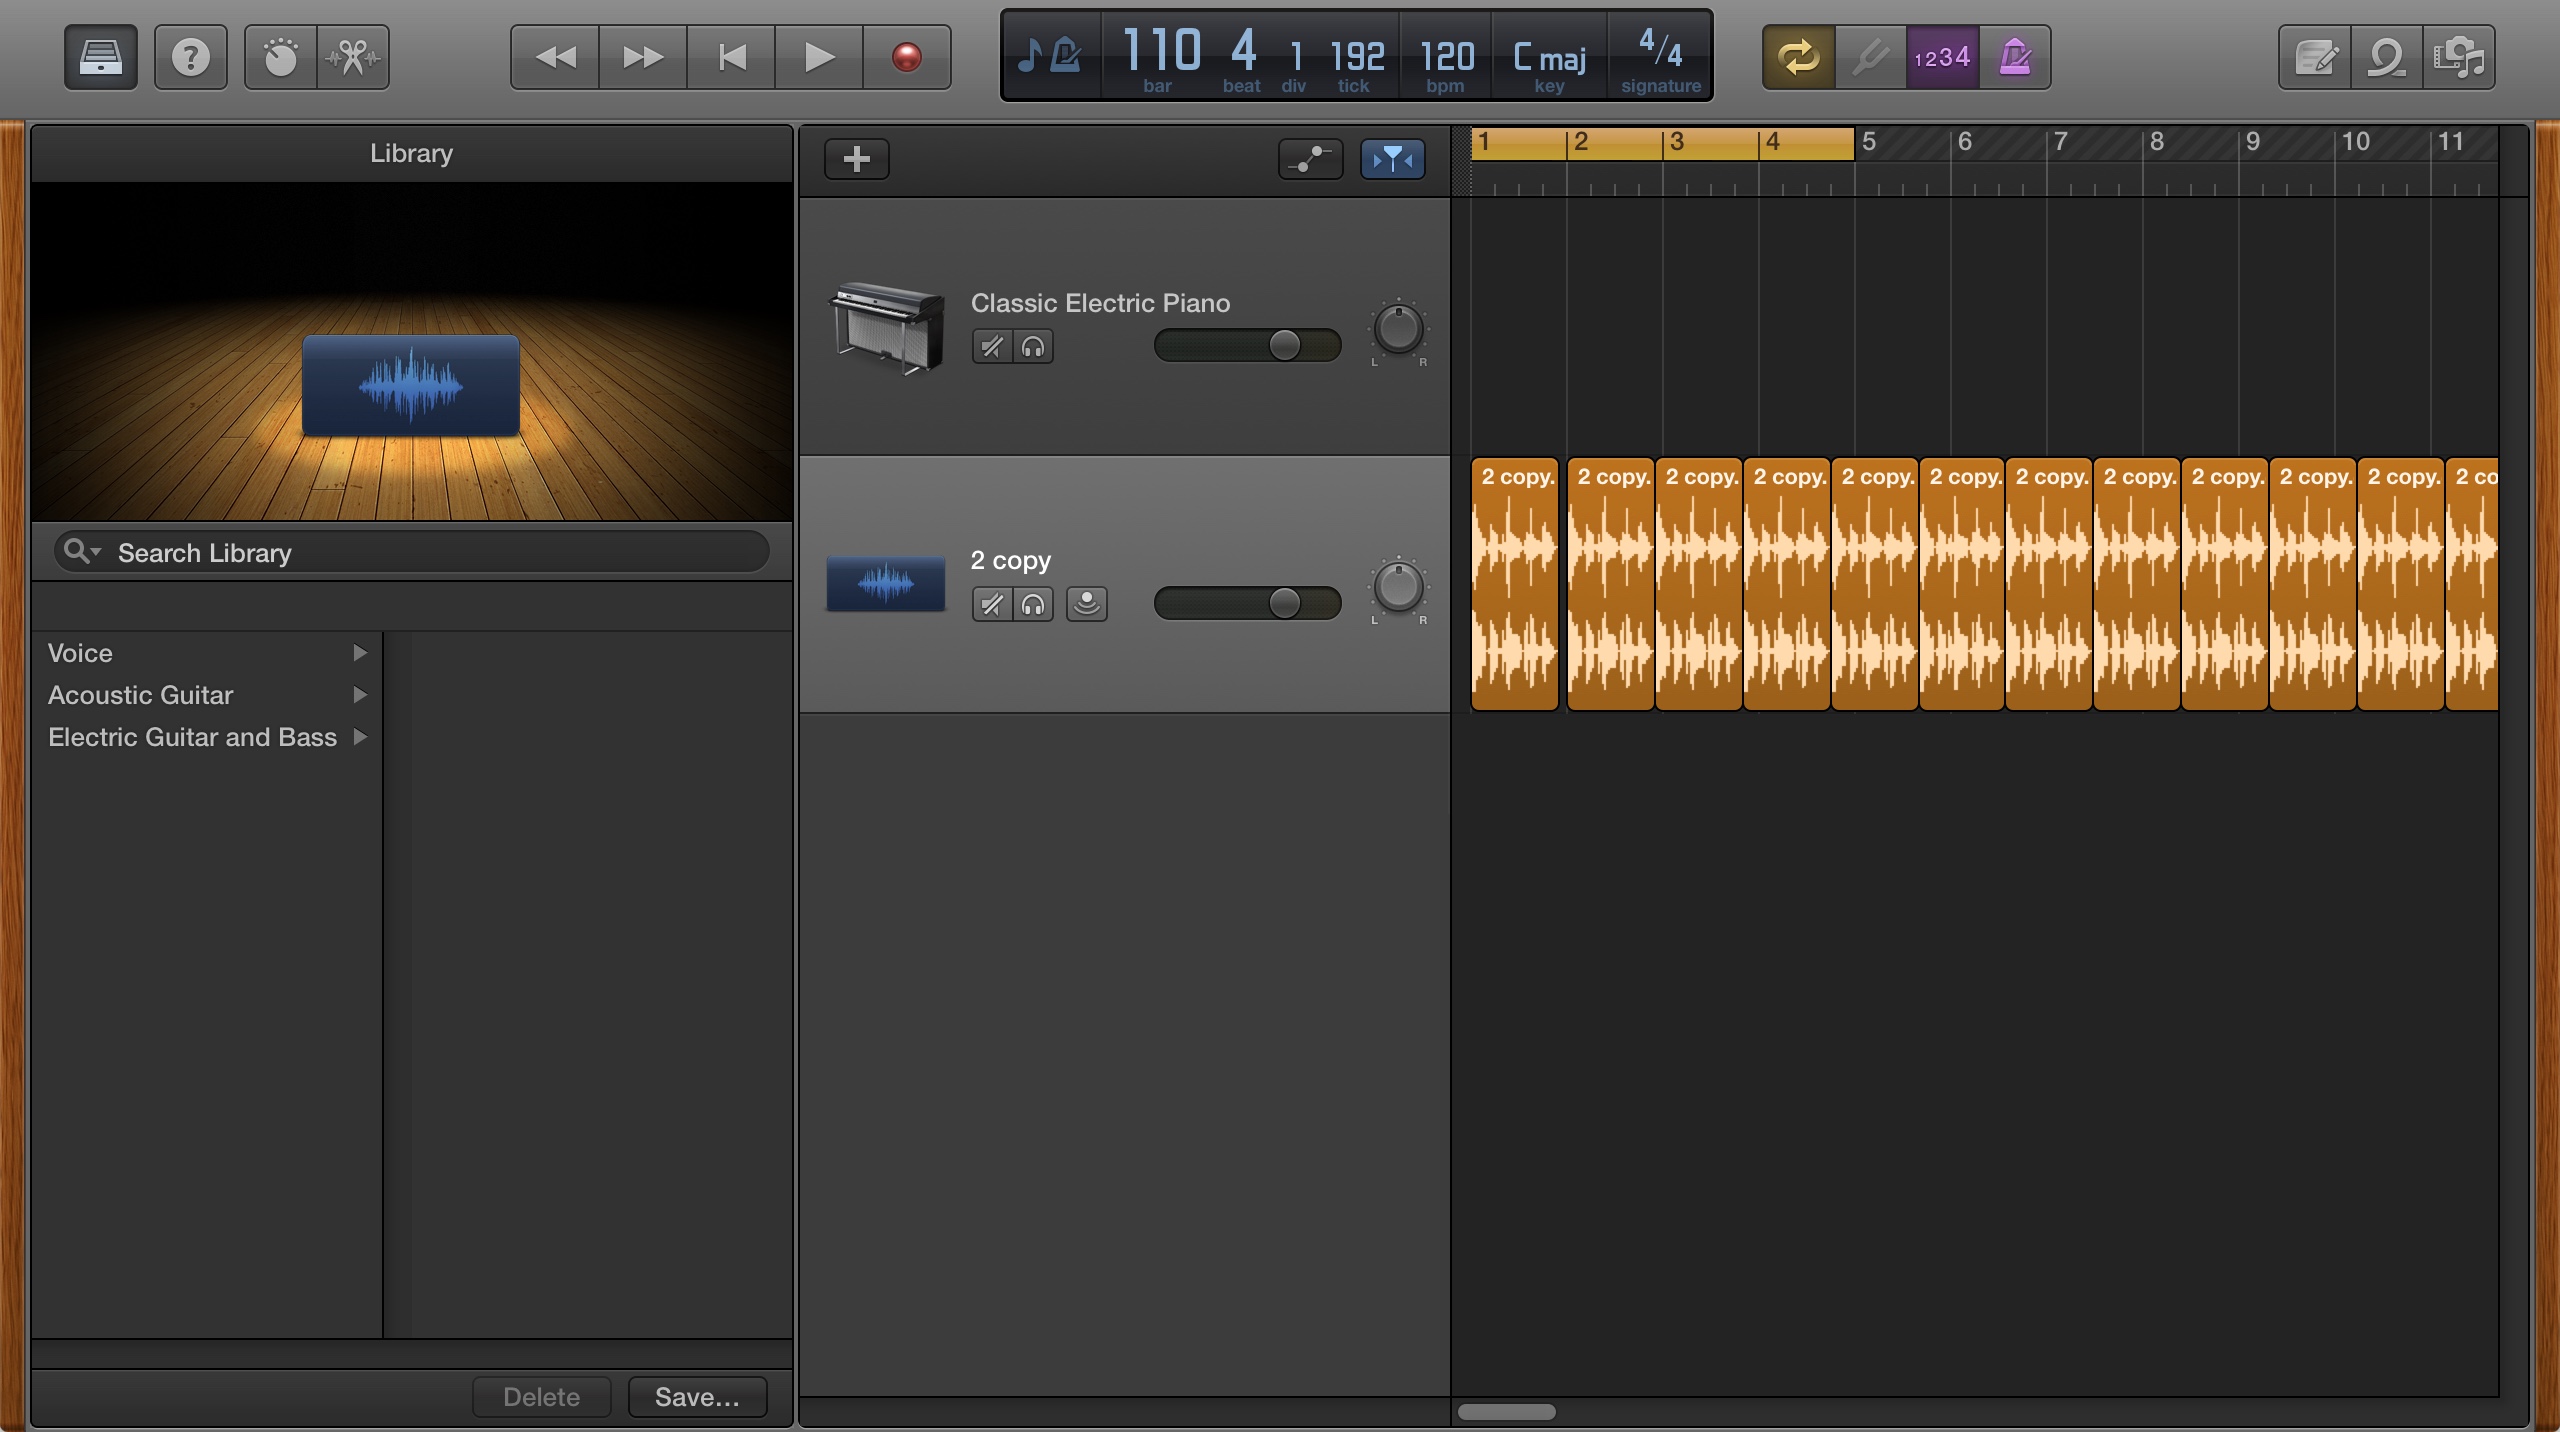 110 4 1 192 120 C maj 4/4
bar beat div tick bpm key signature
1234
Library
1 2 3 4 5 6 7 8 9 10 11
Classic Electric Piano
L R
2 copy. 2 copy. 2 copy. 2 copy. 2 copy. 2 copy. 2 copy. 2 copy. 2 copy. 2 copy. 2 copy. 2 co
Search Library
2 copy
L R
Voice
Acoustic Guitar
Electric Guitar and Bass
Delete Save...